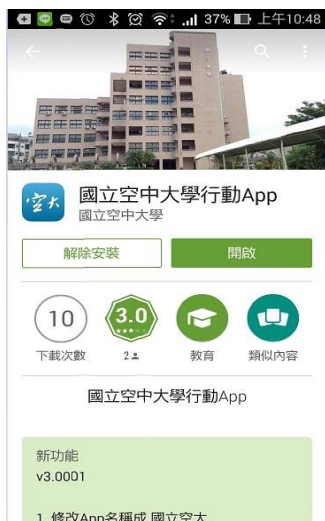 37% 上午10:48
空大
國立空中大學行動App
國立空中大學
解除安裝
開啟
10
3.0
下載次數
2
教育
類似內容
國立空中大學行動App
新功能
v3.0001
1. 修改App名稱成 國立空大